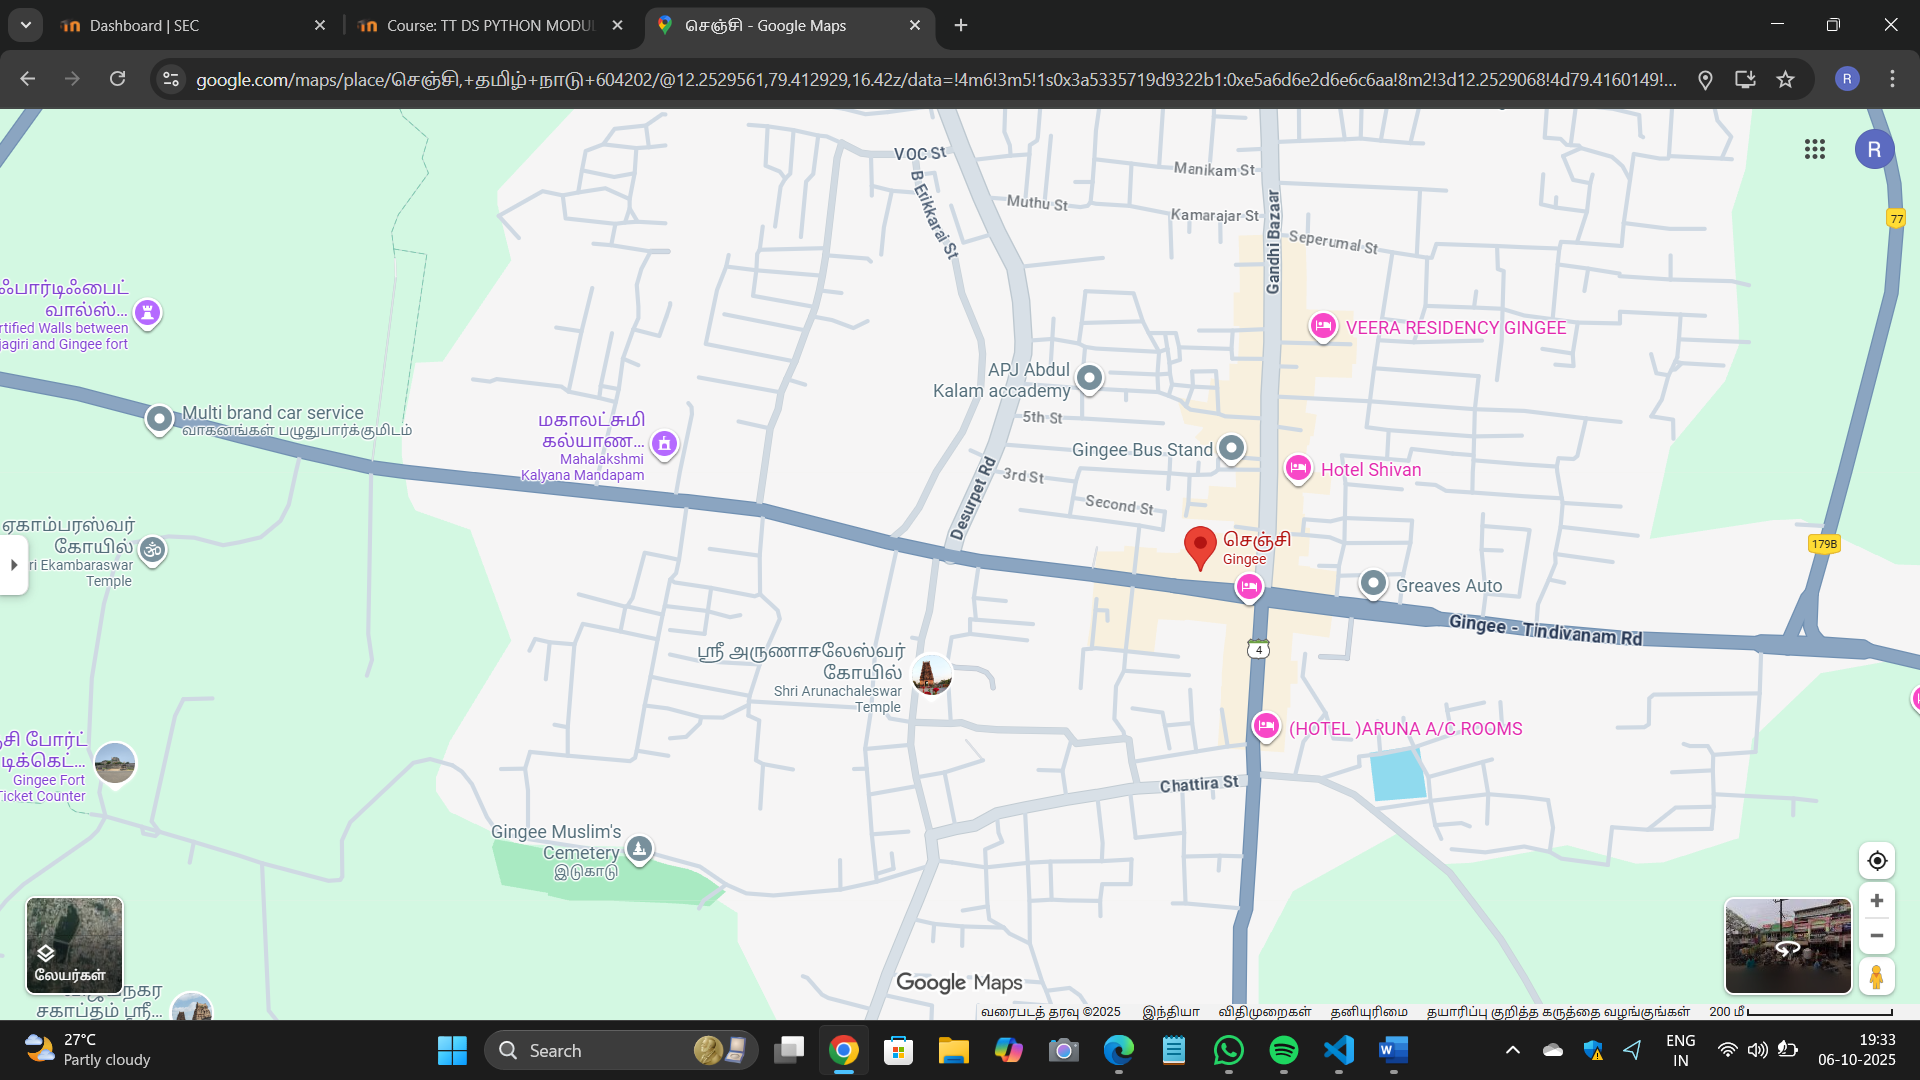 Dashboard | SEC
Course: TT DS PYTHON MODU
செஞ்சி - Google Maps
google.com/maps/place/செஞ்சி,+தமிழ்+நாடு+604202/@12.2529561,79.412929,16.42z/data=!4m6!3m5!1s0x3a5335719d9322b1:0xe5a6d6e2d6e6c6aa!8m2!3d12.2529068!4d79.4160149!...
R
R
VOC St
B Erikkarai St
Muthu St
Manikam St
Kamarajar St
Gandhi Bazaar
Seperumal St
77
ஃபார்டிஃபைட்
வால்ஸ்...
rtified Walls between
jagiri and Gingee fort
VEERA RESIDENCY GINGEE
APJ Abdul
Kalam accademy
Multi brand car service
வாகனங்கள் பழுதுபார்க்குமிடம்
மகாலட்சுமி
கல்யாண...
Mahalakshmi
Kalyana Mandapam
5th St
Gingee Bus Stand
Hotel Shivan
3rd St
Desurpet Rd
Second St
ஏகாம்பரஸ்வர்
கோயில்
ri Ekambaraswar
Temple
செஞ்சி
Gingee
179B
Greaves Auto
Gingee - Tindivanam Rd
4
ஸ்ரீ அருணாசலேஸ்வர்
கோயில்
Shri Arunachaleswar
Temple
(HOTEL )ARUNA A/C ROOMS
சி போர்ட்
டிக்கெட்...
Gingee Fort
Ticket Counter
Chattira St
Gingee Muslim's
Cemetery
இடுகாடு
லேயர்கள்
சகாப்தம் ஸ்ரீ...
Google Maps
வரைபடத் தரவு ©2025 இந்தியா விதிமுறைகள் தனியுரிமை தயாரிப்பு குறித்த கருத்தை வழங்குங்கள் 200 மீ
27°C
Partly cloudy
Search
ENG
IN
19:33
06-10-2025